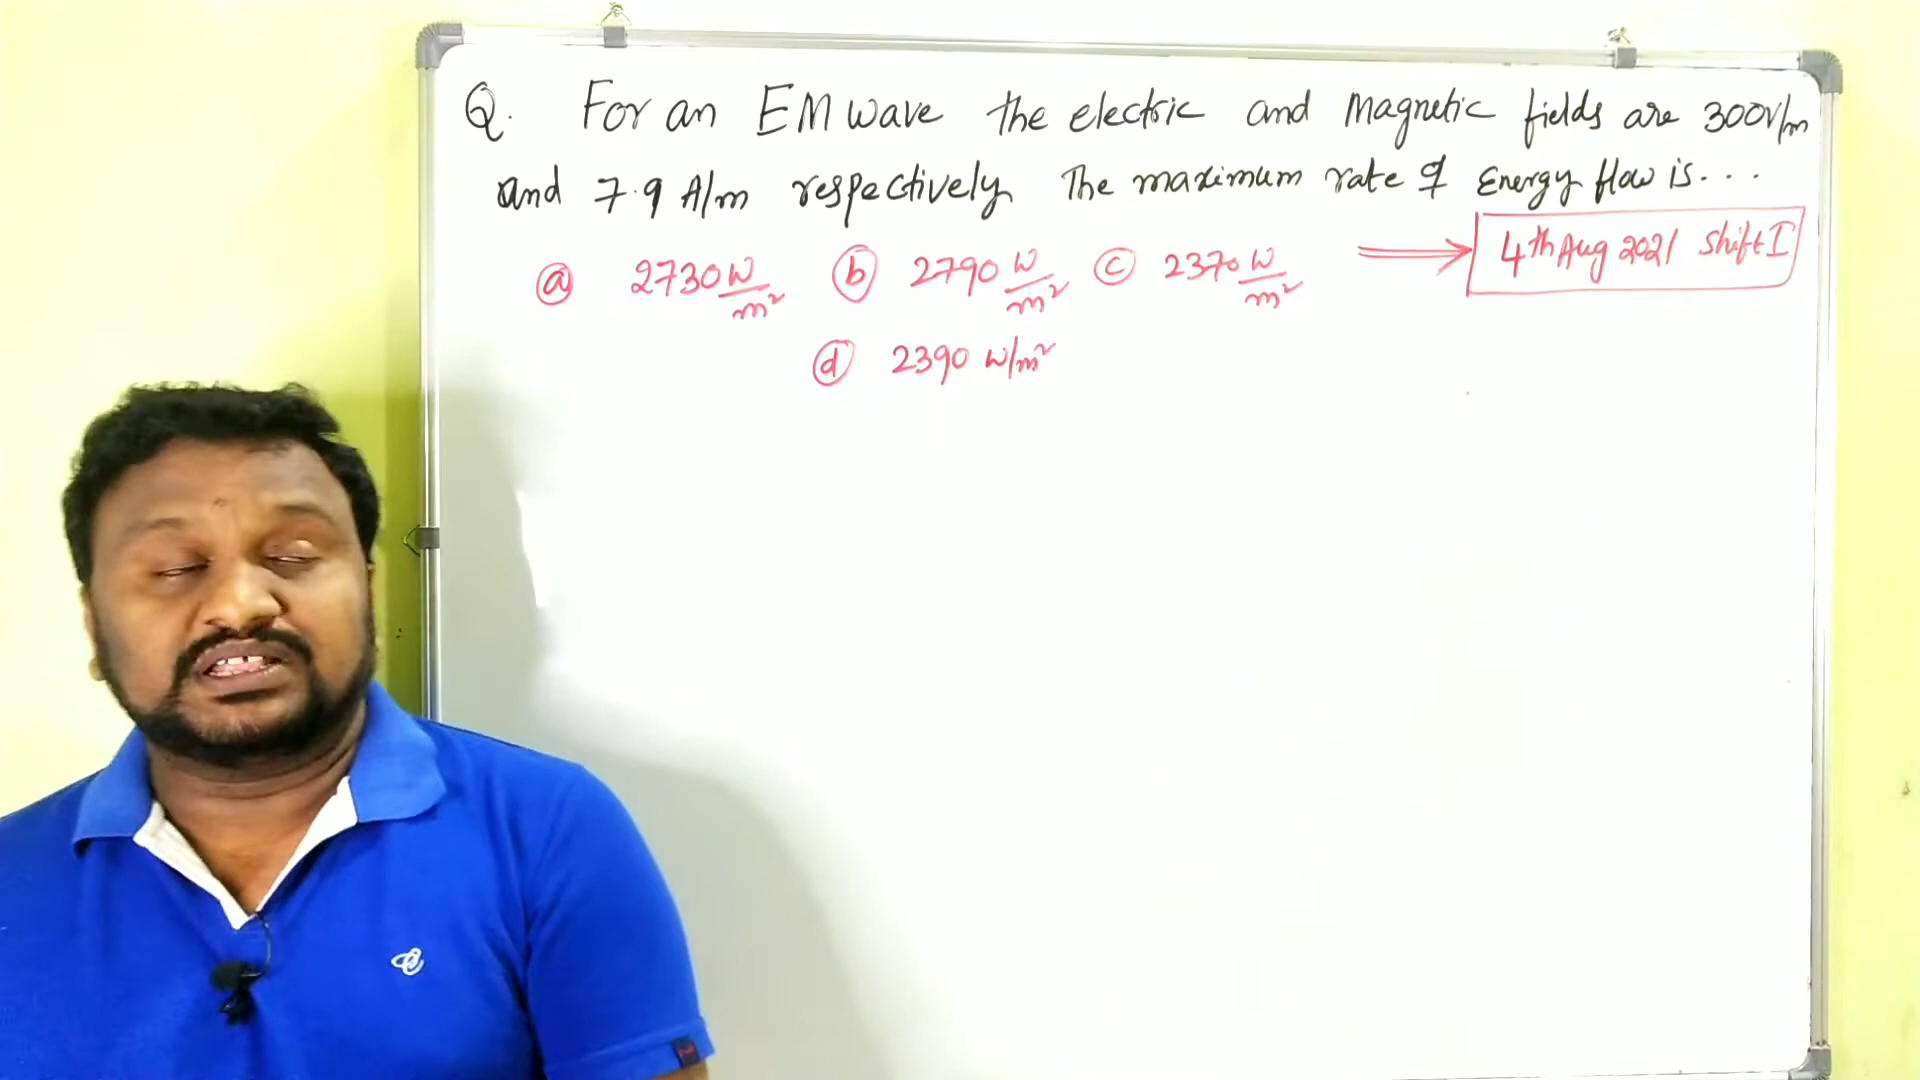 Q. For an EM wave the electric and Magnetic fields are 300V/m
and 7.9 A/m respectively The maximum rate of Energy flow is...
ⓐ 2730 W/m² ⓑ 2790 W/m² ⓒ 2370 W/m² ⟹ 4th Aug 2021 Shift I
ⓓ 2390 W/m²